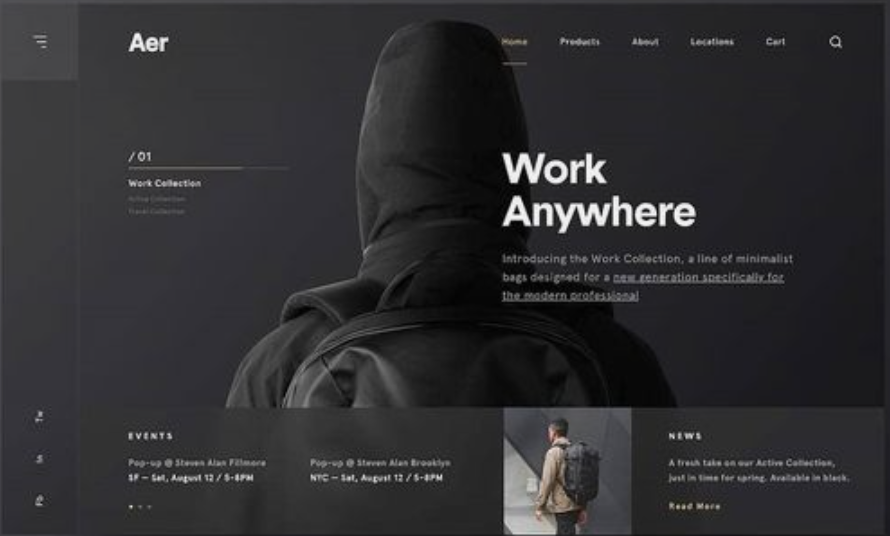 Aer
Home Products About Locations Cart
/ 01
Work Collection
Active Collection
Travel Collection
Work
Anywhere
Introducing the Work Collection, a line of minimalist
bags designed for a new generation specifically for
the modern professional
Tw
Fb
EVENTS
Pop-up @ Steven Alan Fillmore
SF — Sat, August 12 / 5-8PM
Pop-up @ Steven Alan Brooklyn
NYC — Sat, August 12 / 5-8PM
NEWS
A fresh take on our Active Collection,
just in time for spring. Available in black.
Read More